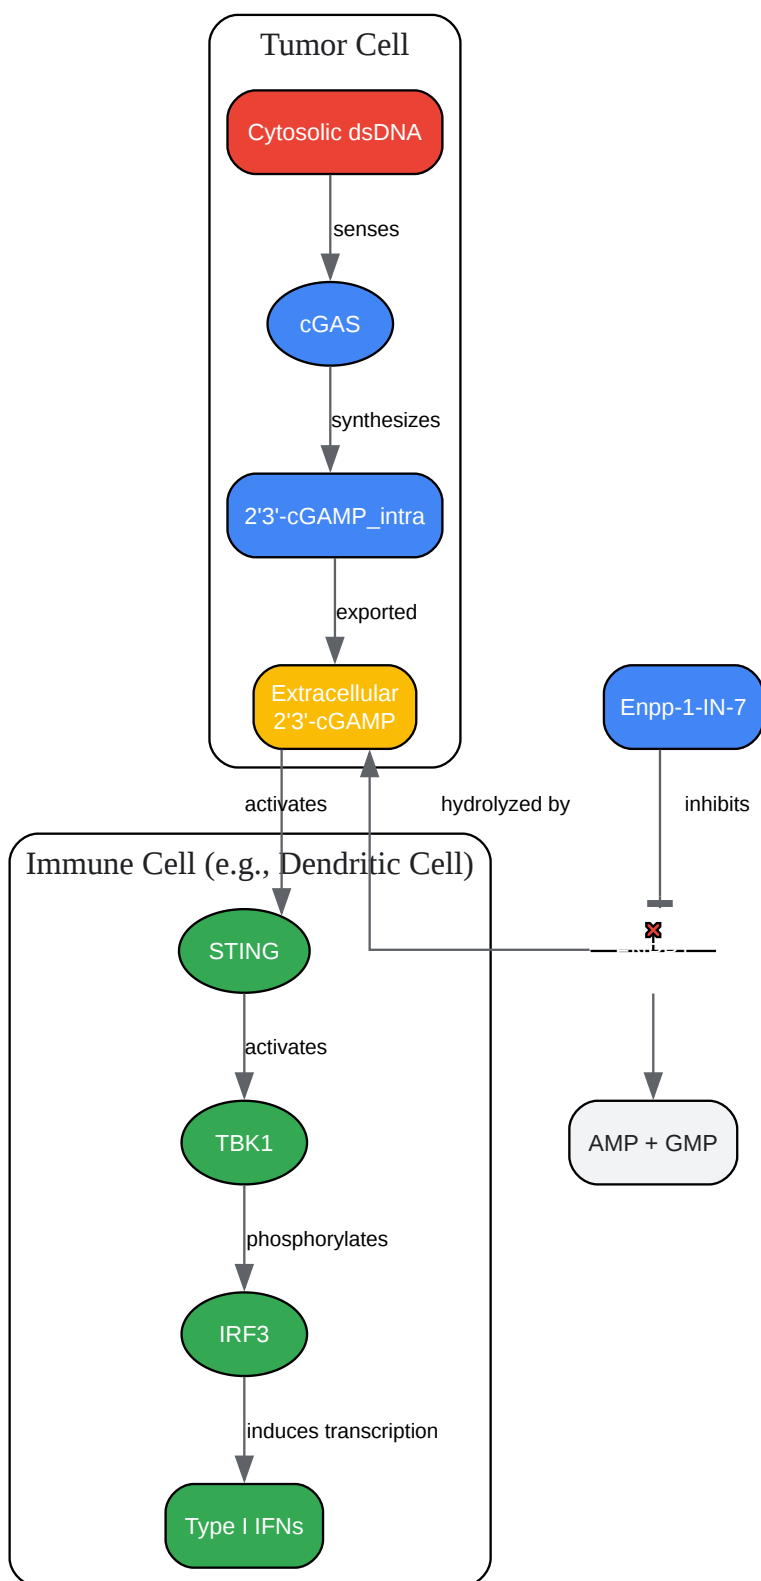 Tumor Cell
Cytosolic dsDNA
senses
cGAS
synthesizes
2'3'-cGAMP_intra
exported
Extracellular
2'3'-cGAMP
Enpp-1-IN-7
activates
hydrolyzed by
inhibits
Immune Cell (e.g., Dendritic Cell)
STING
activates
TBK1
AMP + GMP
phosphorylates
IRF3
induces transcription
Type I IFNs